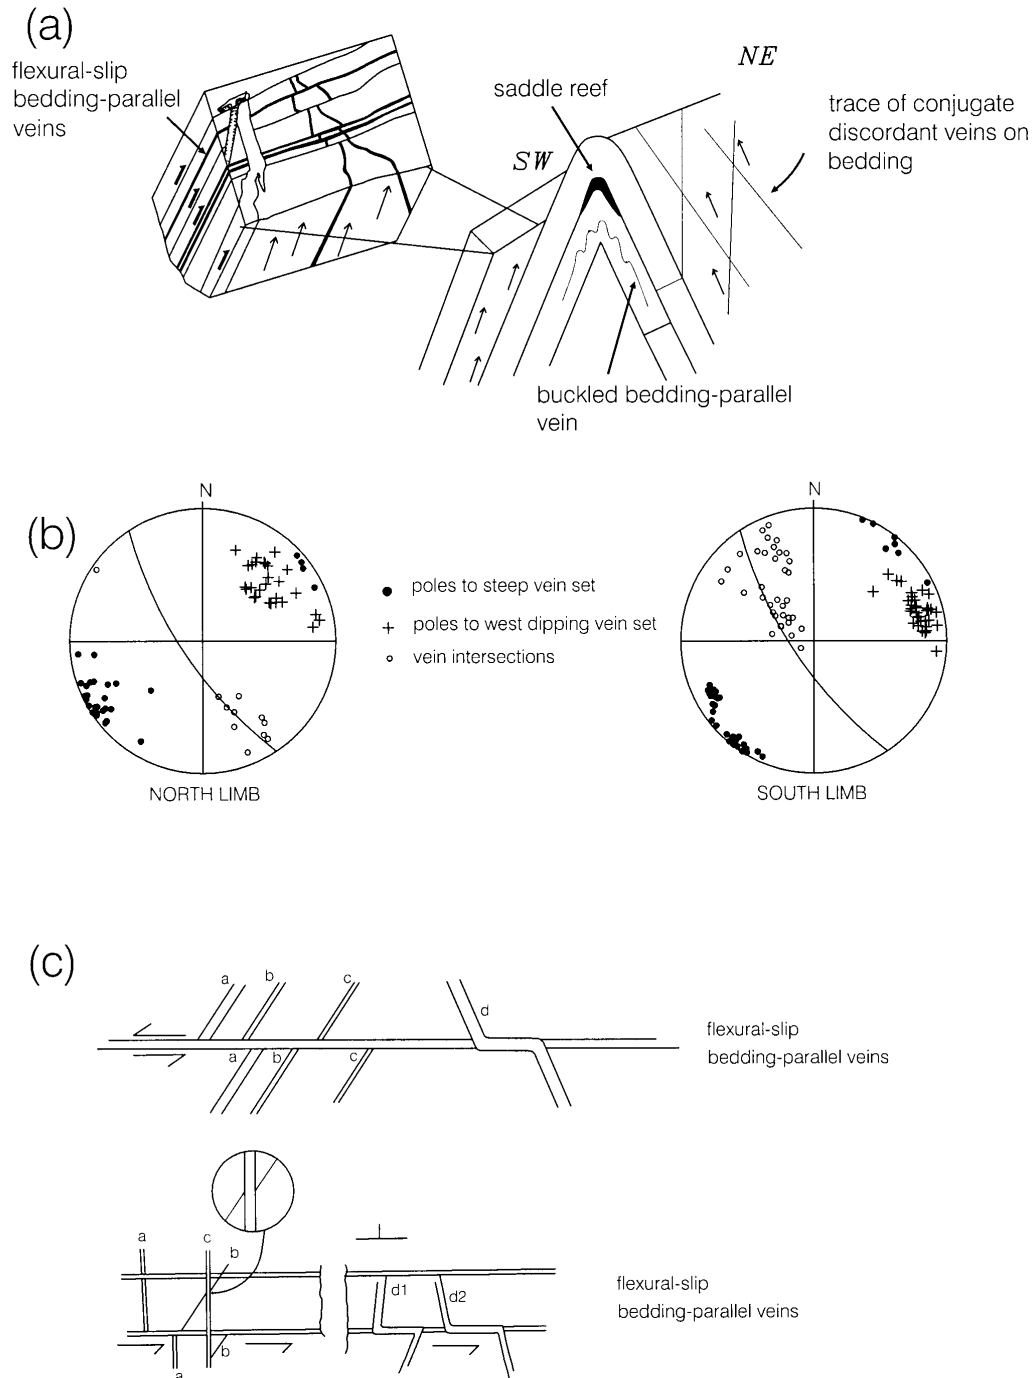 (a)
flexural-slip
bedding-parallel
veins
saddle reef
NE
SW
trace of conjugate
discordant veins on
bedding
buckled bedding-parallel
vein
(b)
N
N
poles to steep vein set
poles to west dipping vein set
vein intersections
NORTH LIMB
SOUTH LIMB
(c)
a
b
c
d
a
b
c
flexural-slip
bedding-parallel veins
a
c
b
d1
d2
b
a
flexural-slip
bedding-parallel veins